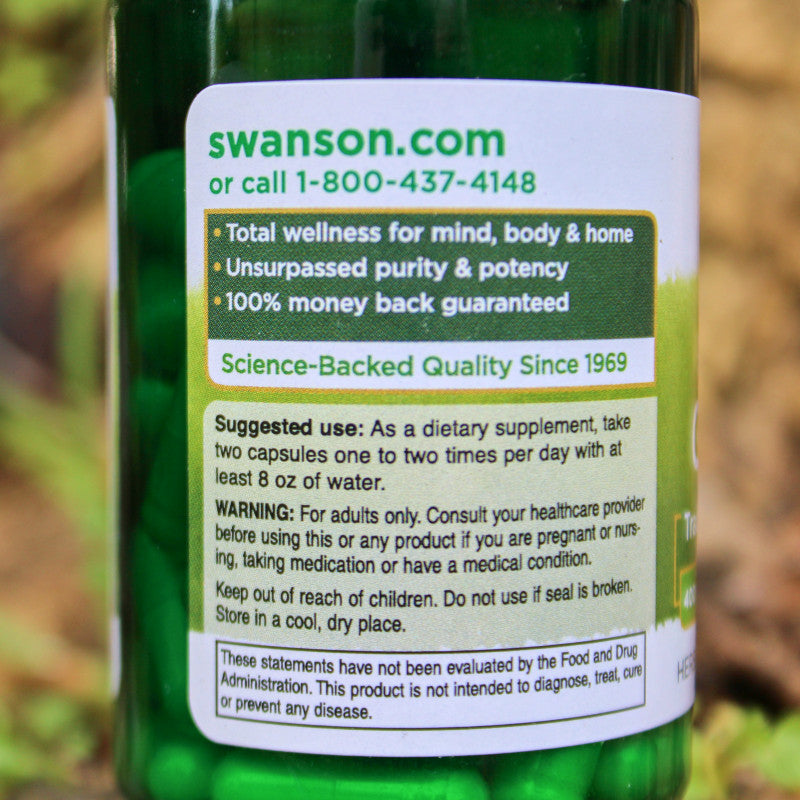 swanson.com
or call 1-800-437-4148
• Total wellness for mind, body & home
• Unsurpassed purity & potency
• 100% money back guaranteed
Science-Backed Quality Since 1969
Suggested use: As a dietary supplement, take
two capsules one to two times per day with at
least 8 oz of water.
WARNING: For adults only. Consult your healthcare provider
before using this or any product if you are pregnant or nurs-
ing, taking medication or have a medical condition.
Keep out of reach of children. Do not use if seal is broken.
Store in a cool, dry place.
These statements have not been evaluated by the Food and Drug
Administration. This product is not intended to diagnose, treat, cure
or prevent any disease.